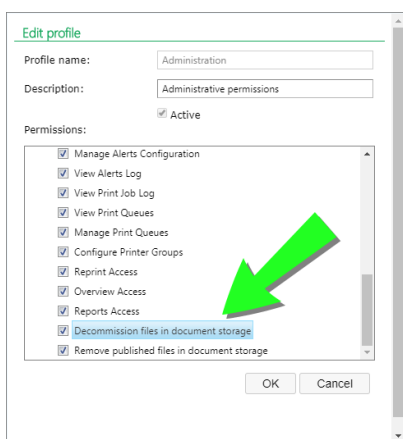 Edit profile
Profile name: Administration
Description: Administrative permissions
Active
Permissions:
Manage Alerts Configuration
View Alerts Log
View Print Job Log
View Print Queues
Manage Print Queues
Configure Printer Groups
Reprint Access
Overview Access
Reports Access
Decommission files in document storage
Remove published files in document storage
OK Cancel